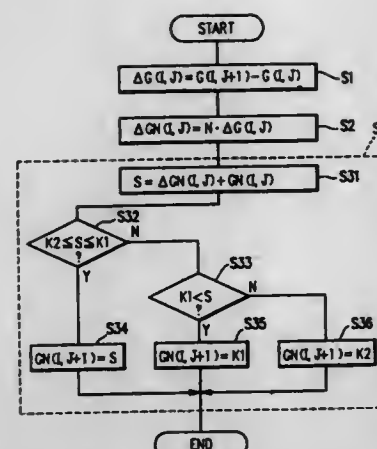 START
ΔG(I,J)=G(I,J+1)-G(I,J)
S1
ΔGN(I,J)=N·ΔG(I,J)
S2
S
S=ΔGN(I,J)+GN(I,J)
S31
S32
K2≤S≤K1
?
N
Y
S33
K1<S
?
N
Y
S34
GN(I,J+1)=S
S35
GN(I,J+1)=K1
S36
GN(I,J+1)=K2
END